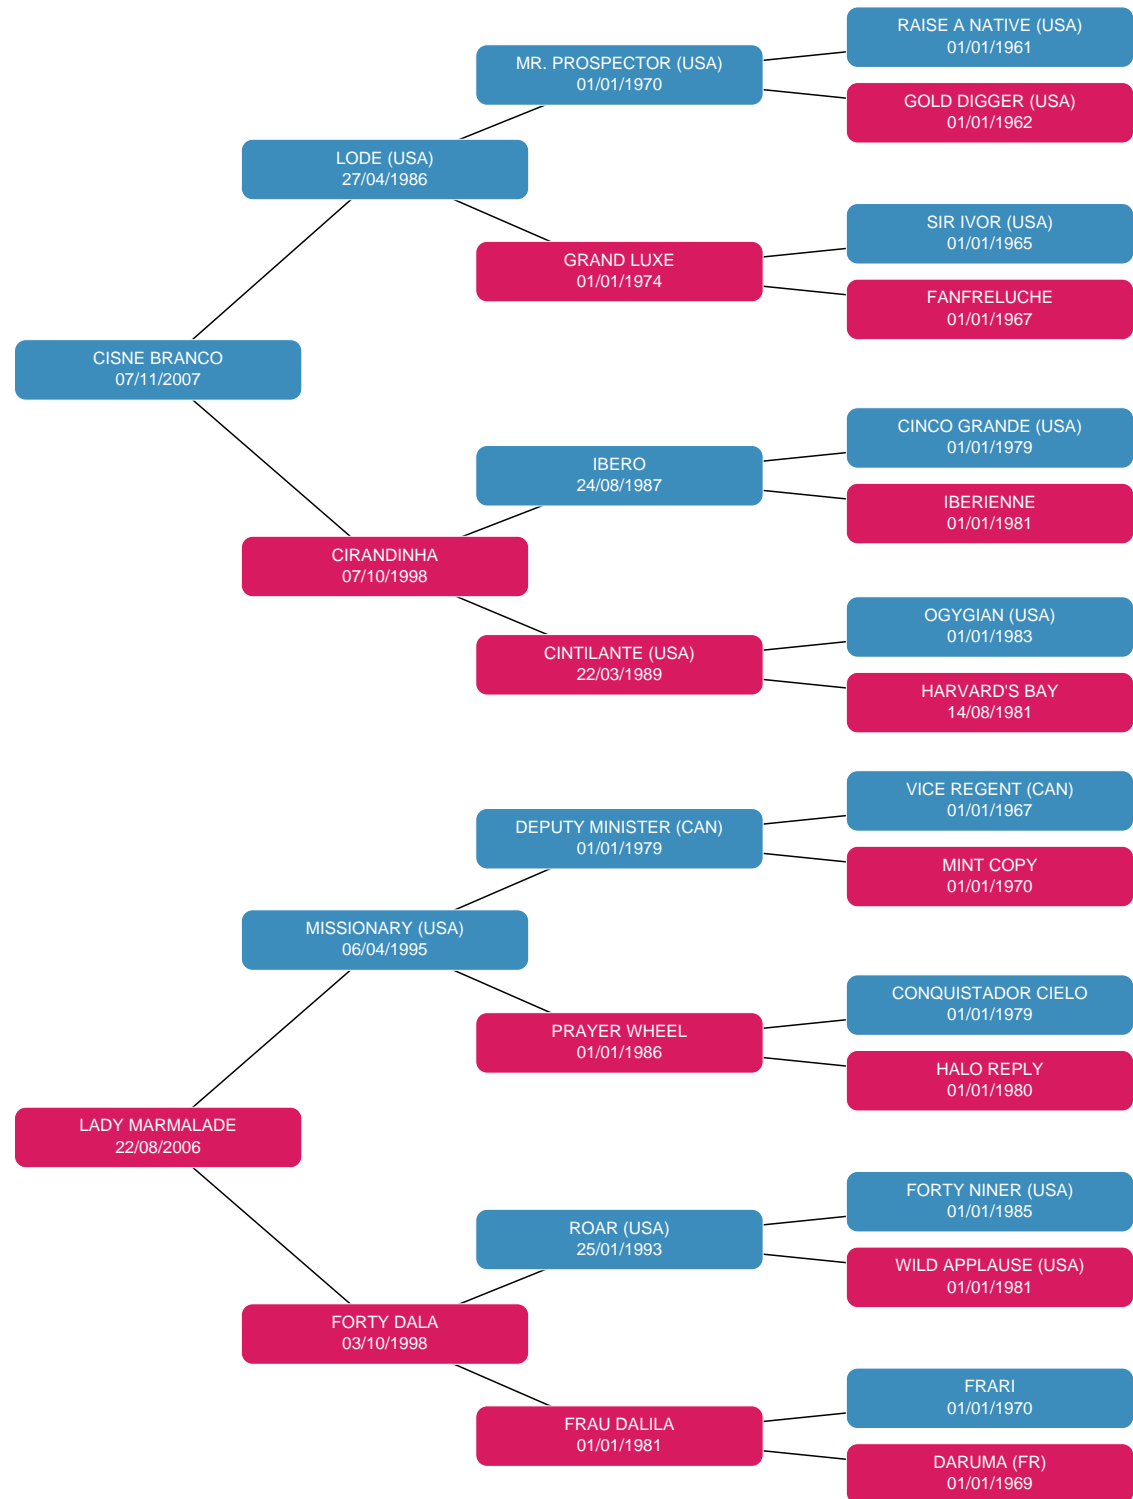 RAISE A NATIVE (USA)
01/01/1961
MR. PROSPECTOR (USA)
01/01/1970
GOLD DIGGER (USA)
01/01/1962
LODE (USA)
27/04/1986
SIR IVOR (USA)
01/01/1965
GRAND LUXE
01/01/1974
FANFRELUCHE
01/01/1967
CISNE BRANCO
07/11/2007
CINCO GRANDE (USA)
01/01/1979
IBERO
24/08/1987
IBERIENNE
01/01/1981
CIRANDINHA
07/10/1998
OGYGIAN (USA)
01/01/1983
CINTILANTE (USA)
22/03/1989
HARVARD'S BAY
14/08/1981
VICE REGENT (CAN)
01/01/1967
DEPUTY MINISTER (CAN)
01/01/1979
MINT COPY
01/01/1970
MISSIONARY (USA)
06/04/1995
CONQUISTADOR CIELO
01/01/1979
PRAYER WHEEL
01/01/1986
HALO REPLY
01/01/1980
LADY MARMALADE
22/08/2006
FORTY NINER (USA)
01/01/1985
ROAR (USA)
25/01/1993
WILD APPLAUSE (USA)
01/01/1981
FORTY DALA
03/10/1998
FRARI
01/01/1970
FRAU DALILA
01/01/1981
DARUMA (FR)
01/01/1969